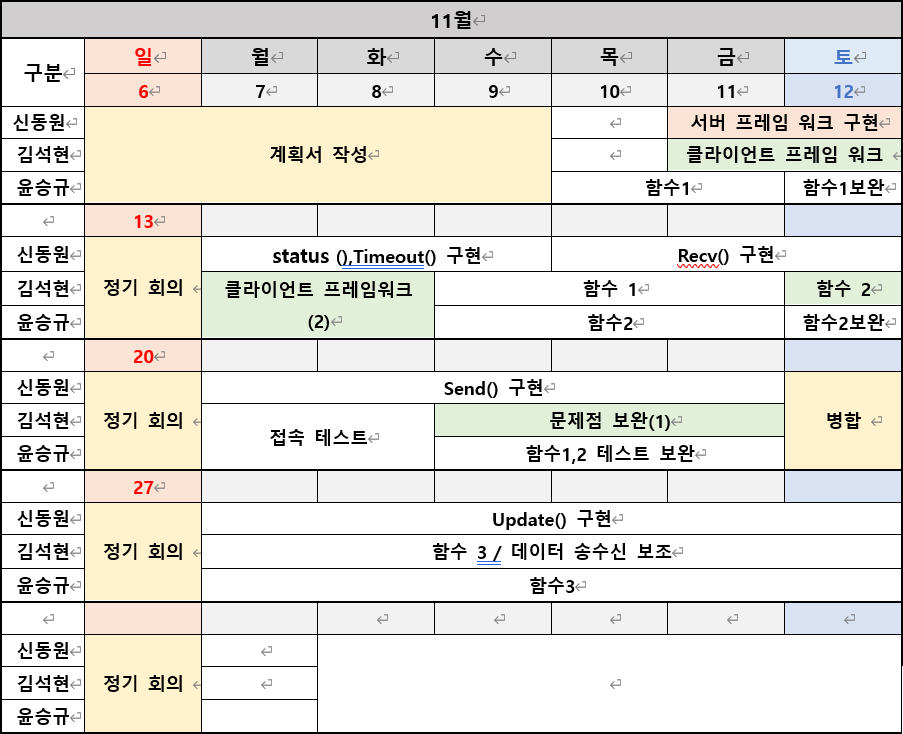 11월
구분 일 월 화 수 목 금 토
6 7 8 9 10 11 12
신동원 계획서 작성 서버 프레임 워크 구현
김석현 클라이언트 프레임 워크
윤승규 함수1 함수1보완
13
신동원 정기 회의 status (),Timeout() 구현 Recv() 구현
김석현 클라이언트 프레임워크 함수 1 함수 2
(2)
윤승규 함수2 함수2보완
20
신동원 정기 회의 Send() 구현 병합
김석현 접속 테스트 문제점 보완(1)
윤승규 함수1,2 테스트 보완
27
신동원 정기 회의 Update() 구현
김석현 함수 3 / 데이터 송수신 보조
윤승규 함수3
신동원 정기 회의
김석현
윤승규